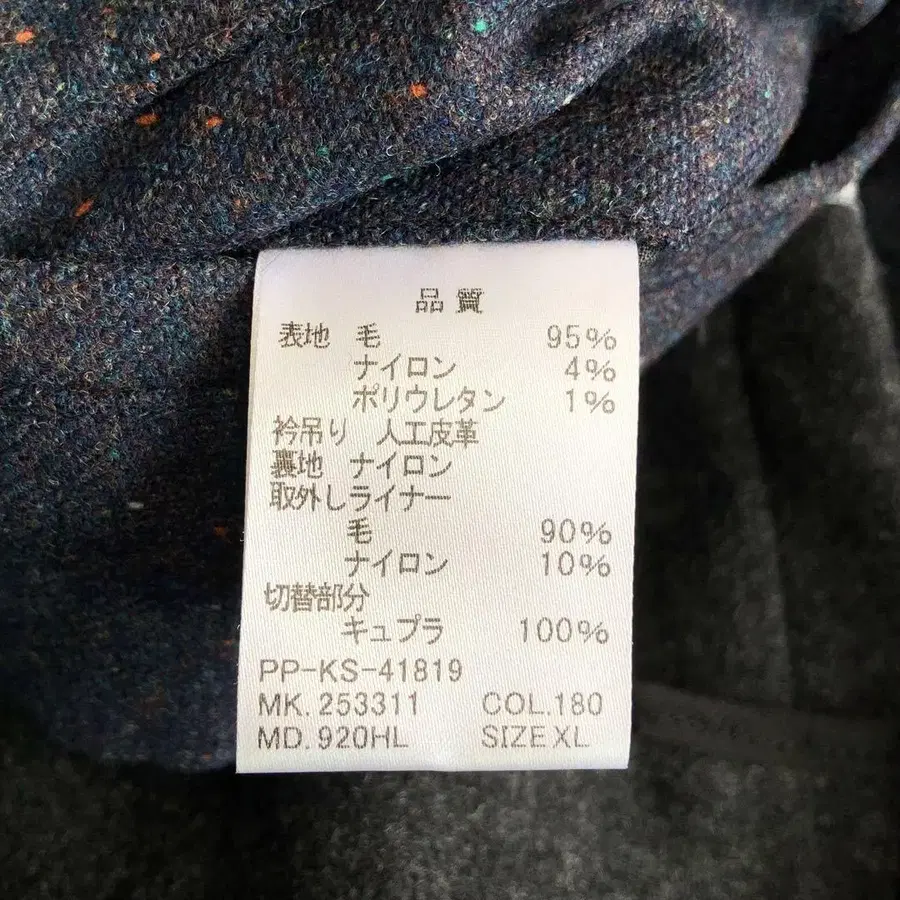 品質
表地 毛 95%
ナイロン 4%
ポリウレタン 1%
衿吊り 人工皮革
裏地 ナイロン
取外しライナー
毛 90%
ナイロン 10%
切替部分
キュプラ 100%
PP-KS-41819
MK. 253311 COL.180
MD. 920HL SIZE XL